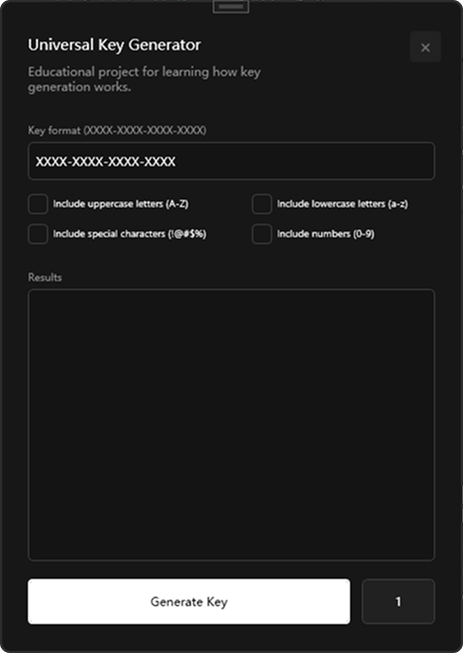 Universal Key Generator
Educational project for learning how key
generation works.
Key format (XXXX-XXXX-XXXX-XXXX)
XXXX-XXXX-XXXX-XXXX
Include uppercase letters (A-Z)
Include lowercase letters (a-z)
Include special characters (!@#$%)
Include numbers (0-9)
Results
Generate Key
1